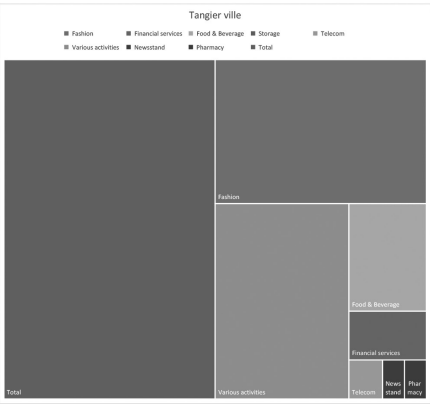 Tangier ville
Fashion Financial services Food & Beverage Storage Telecom
Various activities Newsstand Pharmacy Total
Fashion
Food & Beverage
Financial services
Total
Various activities
Telecom
News
stand
Phar
macy